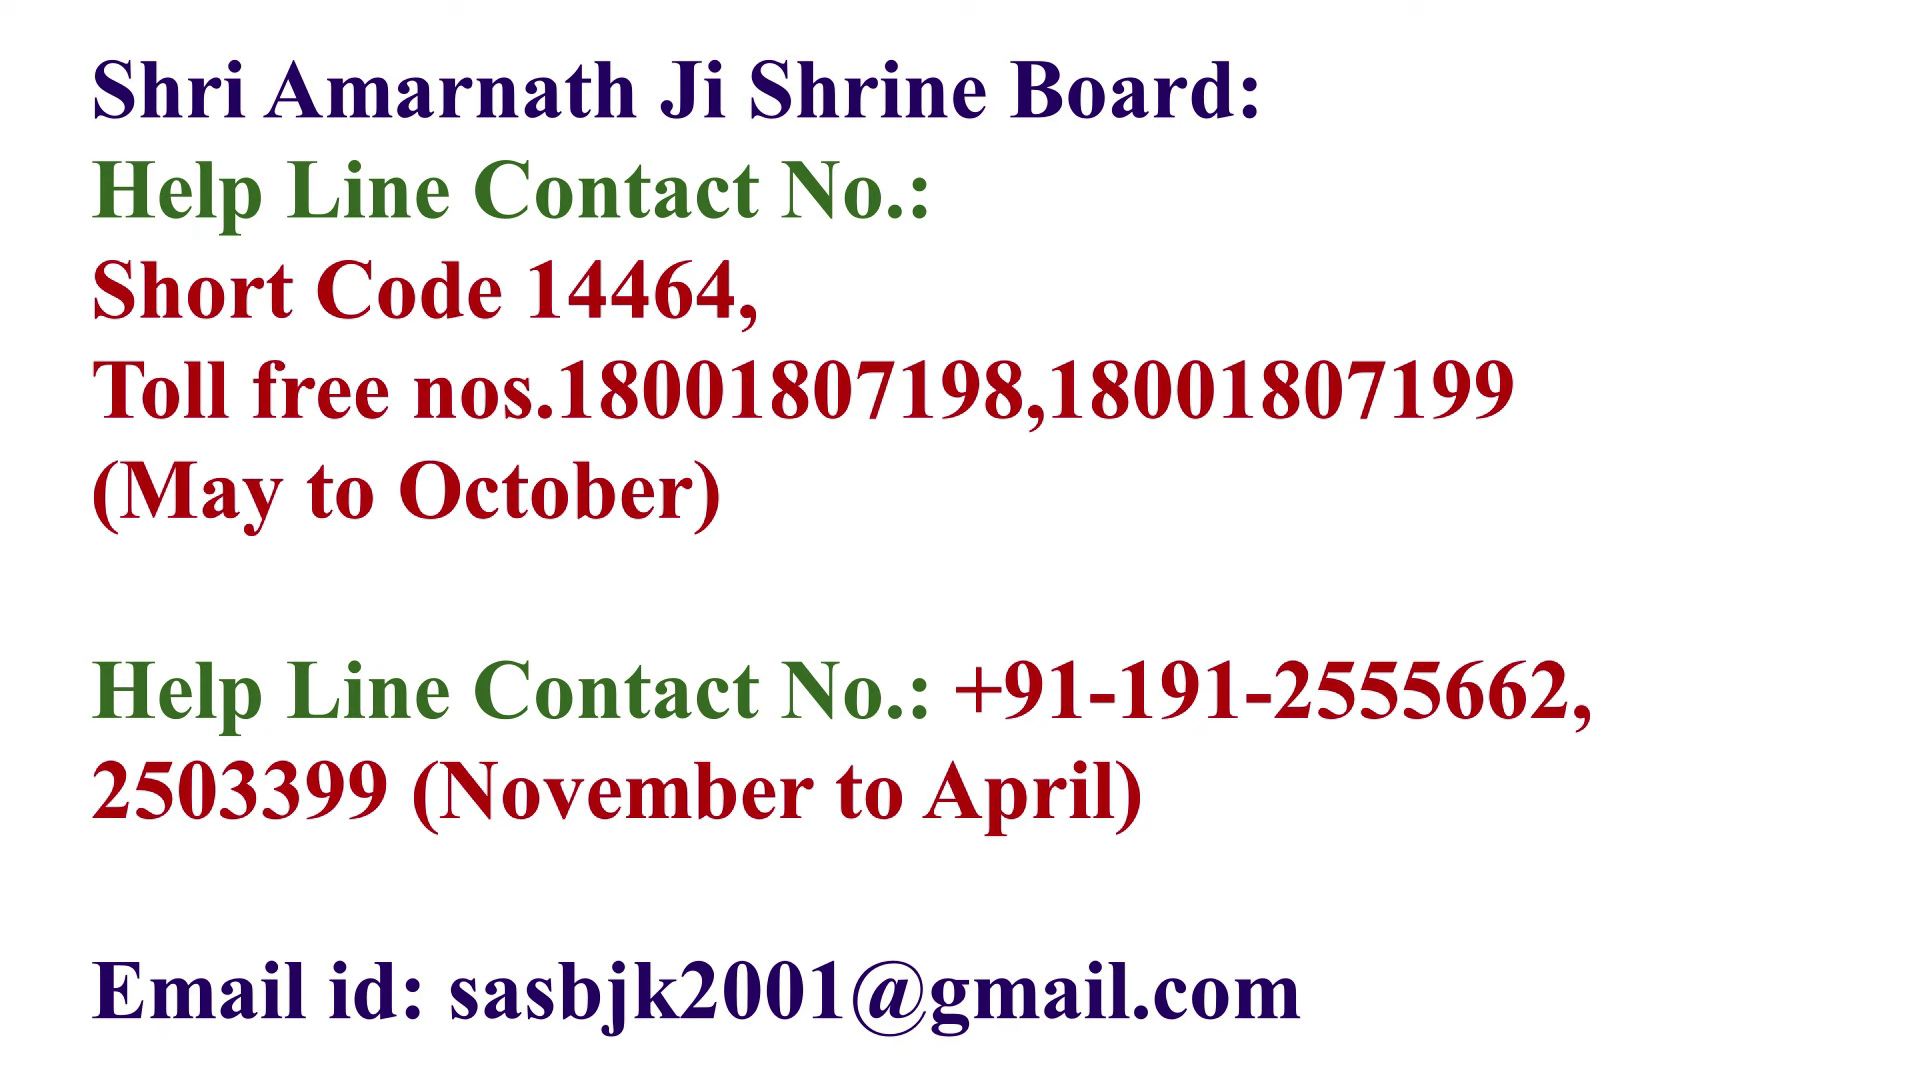 Shri Amarnath Ji Shrine Board:
Help Line Contact No.:
Short Code 14464,
Toll free nos.18001807198,18001807199
(May to October)
Help Line Contact No.: +91-191-2555662,
2503399 (November to April)
Email id: sasbjk2001@gmail.com